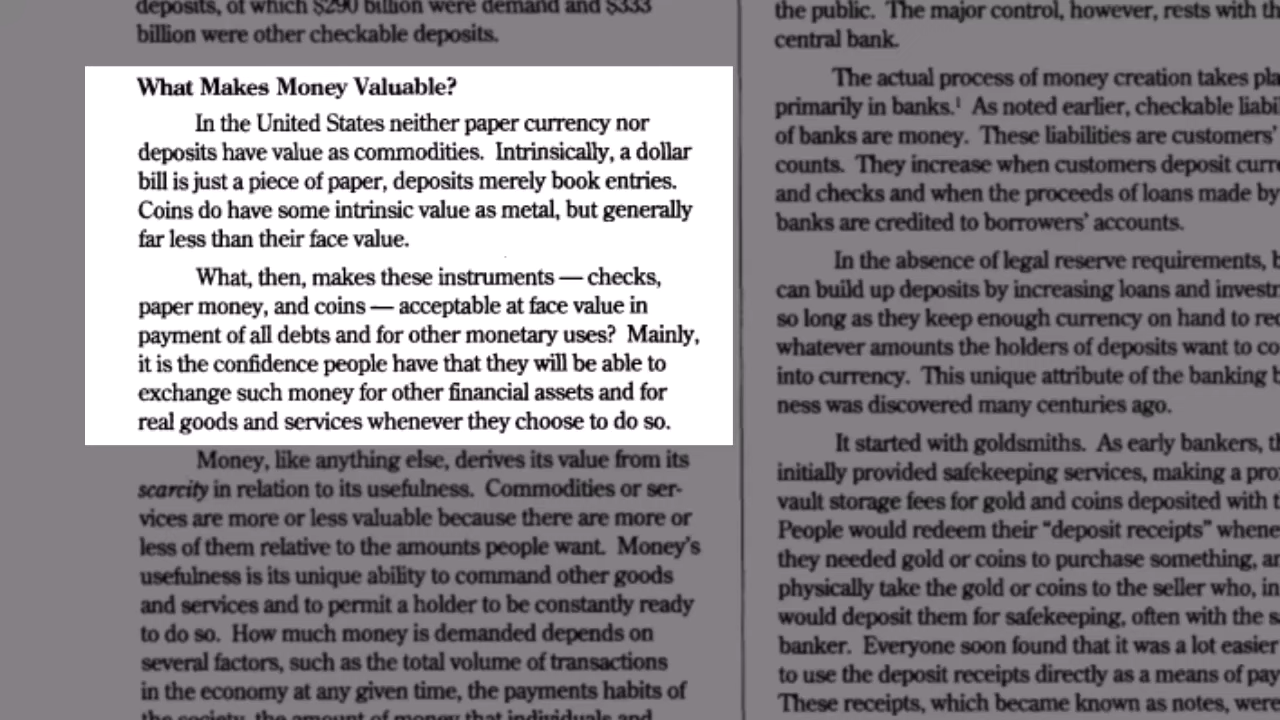 deposits, of which $290 billion were demand and $333
billion were other checkable deposits.
What Makes Money Valuable?
In the United States neither paper currency nor
deposits have value as commodities. Intrinsically, a dollar
bill is just a piece of paper, deposits merely book entries.
Coins do have some intrinsic value as metal, but generally
far less than their face value.
What, then, makes these instruments — checks,
paper money, and coins — acceptable at face value in
payment of all debts and for other monetary uses? Mainly,
it is the confidence people have that they will be able to
exchange such money for other financial assets and for
real goods and services whenever they choose to do so.
Money, like anything else, derives its value from its
scarcity in relation to its usefulness. Commodities or ser-
vices are more or less valuable because there are more or
less of them relative to the amounts people want. Money's
usefulness is its unique ability to command other goods
and services and to permit a holder to be constantly ready
to do so. How much money is demanded depends on
several factors, such as the total volume of transactions
in the economy at any given time, the payments habits of
the society, the amount of money that individuals and
the public. The major control, however, rests with
central bank.
The actual process of money creation takes
primarily in banks.¹ As noted earlier, checkable
of banks are money. These liabilities are customers'
counts. They increase when customers deposit
and checks and when the proceeds of loans made by
banks are credited to borrowers' accounts.
In the absence of legal reserve requirements,
can build up deposits by increasing loans and
so long as they keep enough currency on hand to
whatever amounts the holders of deposits want to
into currency. This unique attribute of the banking
ness was discovered many centuries ago.
It started with goldsmiths. As early bankers,
initially provided safekeeping services, making a
vault storage fees for gold and coins deposited with
People would redeem their "deposit receipts"
they needed gold or coins to purchase something,
physically take the gold or coins to the seller who, in
would deposit them for safekeeping, often with the
banker. Everyone soon found that it was a lot easier
to use the deposit receipts directly as a means of
These receipts, which became known as notes, were